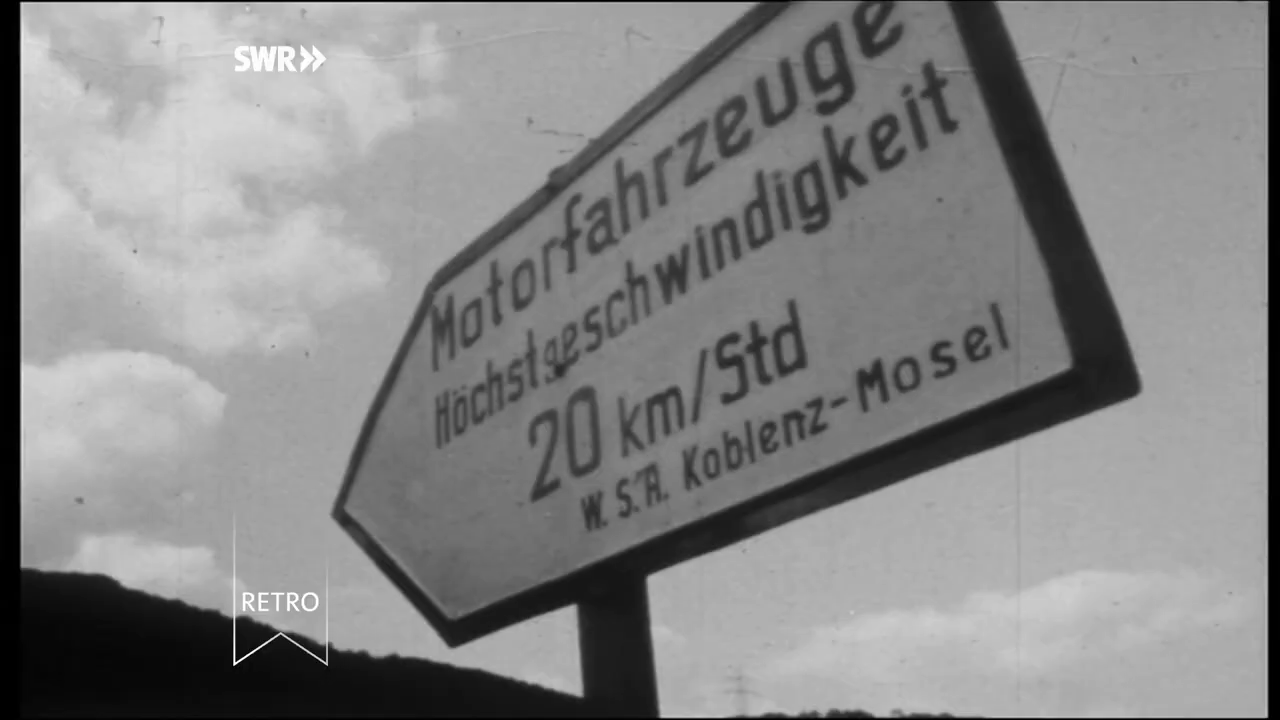 SWR
Motorfahrzeuge
Höchstgeschwindigkeit
20 km/Std
W.S.A. Koblenz-Mosel
RETRO